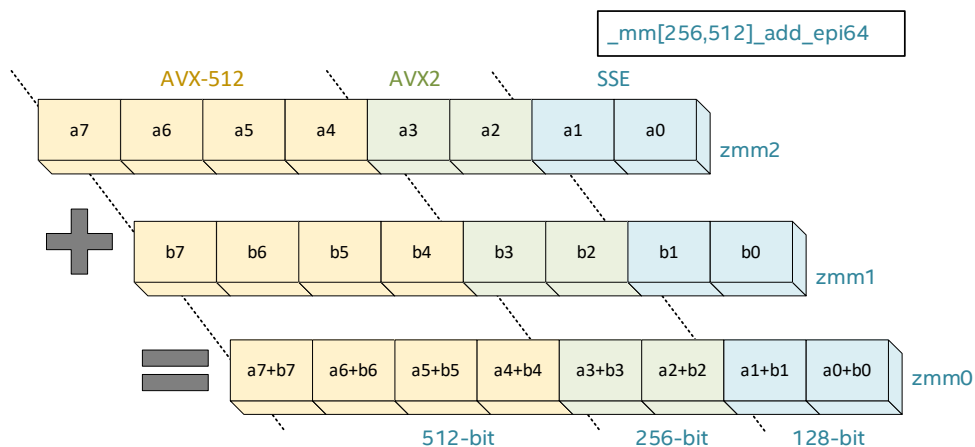 _mm[256,512]_add_epi64
AVX-512 AVX2 SSE
a7 a6 a5 a4 a3 a2 a1 a0
zmm2
b7 b6 b5 b4 b3 b2 b1 b0
zmm1
a7+b7 a6+b6 a5+b5 a4+b4 a3+b3 a2+b2 a1+b1 a0+b0
zmm0
512-bit 256-bit 128-bit